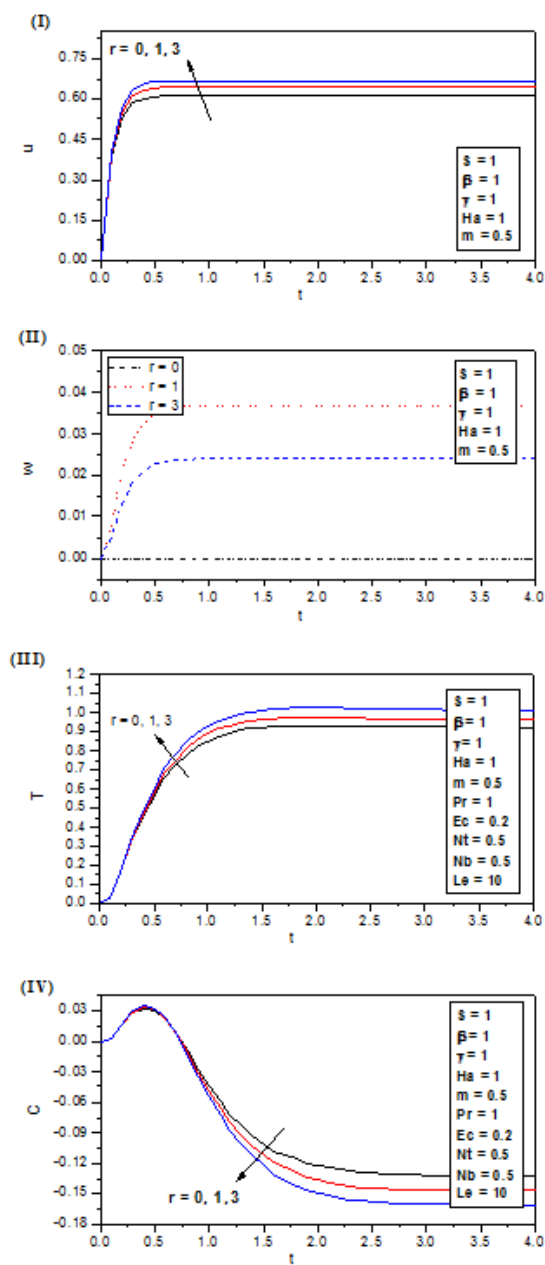 (I)
r = 0, 1, 3
0.75
0.60
0.45
0.30
0.15
0.00
u
S = 1
β = 1
γ = 1
Ha = 1
m = 0.5
0.0 0.5 1.0 1.5 2.0 2.5 3.0 3.5 4.0
t
(II)
0.05
0.04
0.03
0.02
0.01
0.00
w
r = 0
r = 1
r = 3
S = 1
β = 1
γ = 1
Ha = 1
m = 0.5
0.0 0.5 1.0 1.5 2.0 2.5 3.0 3.5 4.0
t
(III)
1.2
1.1
1.0
0.9
0.8
0.7
0.6
0.5
0.4
0.3
0.2
0.1
0.0
T
r = 0, 1, 3
S = 1
β = 1
γ = 1
Ha = 1
m = 0.5
Pr = 1
Ec = 0.2
Nt = 0.5
Nb = 0.5
Le = 10
0.0 0.5 1.0 1.5 2.0 2.5 3.0 3.5 4.0
t
(IV)
0.03
0.00
-0.03
-0.06
-0.09
-0.12
-0.15
-0.18
C
r = 0, 1, 3
S = 1
β = 1
γ = 1
Ha = 1
m = 0.5
Pr = 1
Ec = 0.2
Nt = 0.5
Nb = 0.5
Le = 10
0.0 0.5 1.0 1.5 2.0 2.5 3.0 3.5 4.0
t